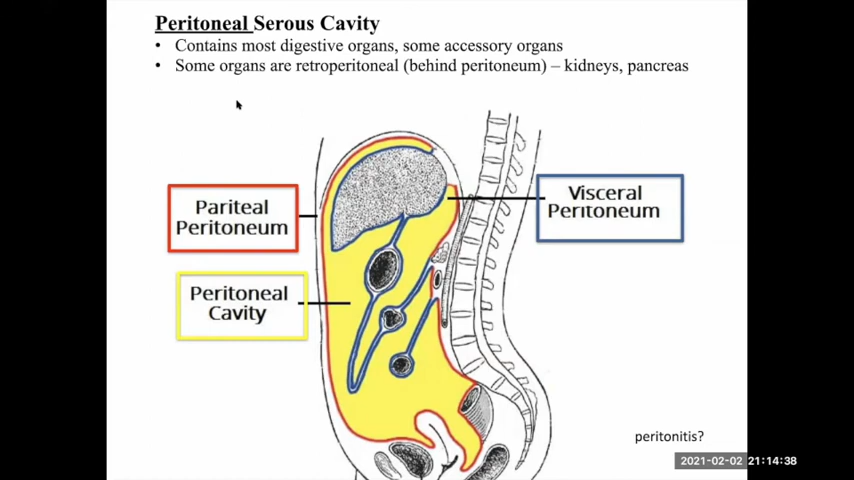 Peritoneal Serous Cavity
• Contains most digestive organs, some accessory organs
• Some organs are retroperitoneal (behind peritoneum) – kidneys, pancreas
Pariteal
Peritoneum
Visceral
Peritoneum
Peritoneal
Cavity
peritonitis?
2021-02-02 21:14:38